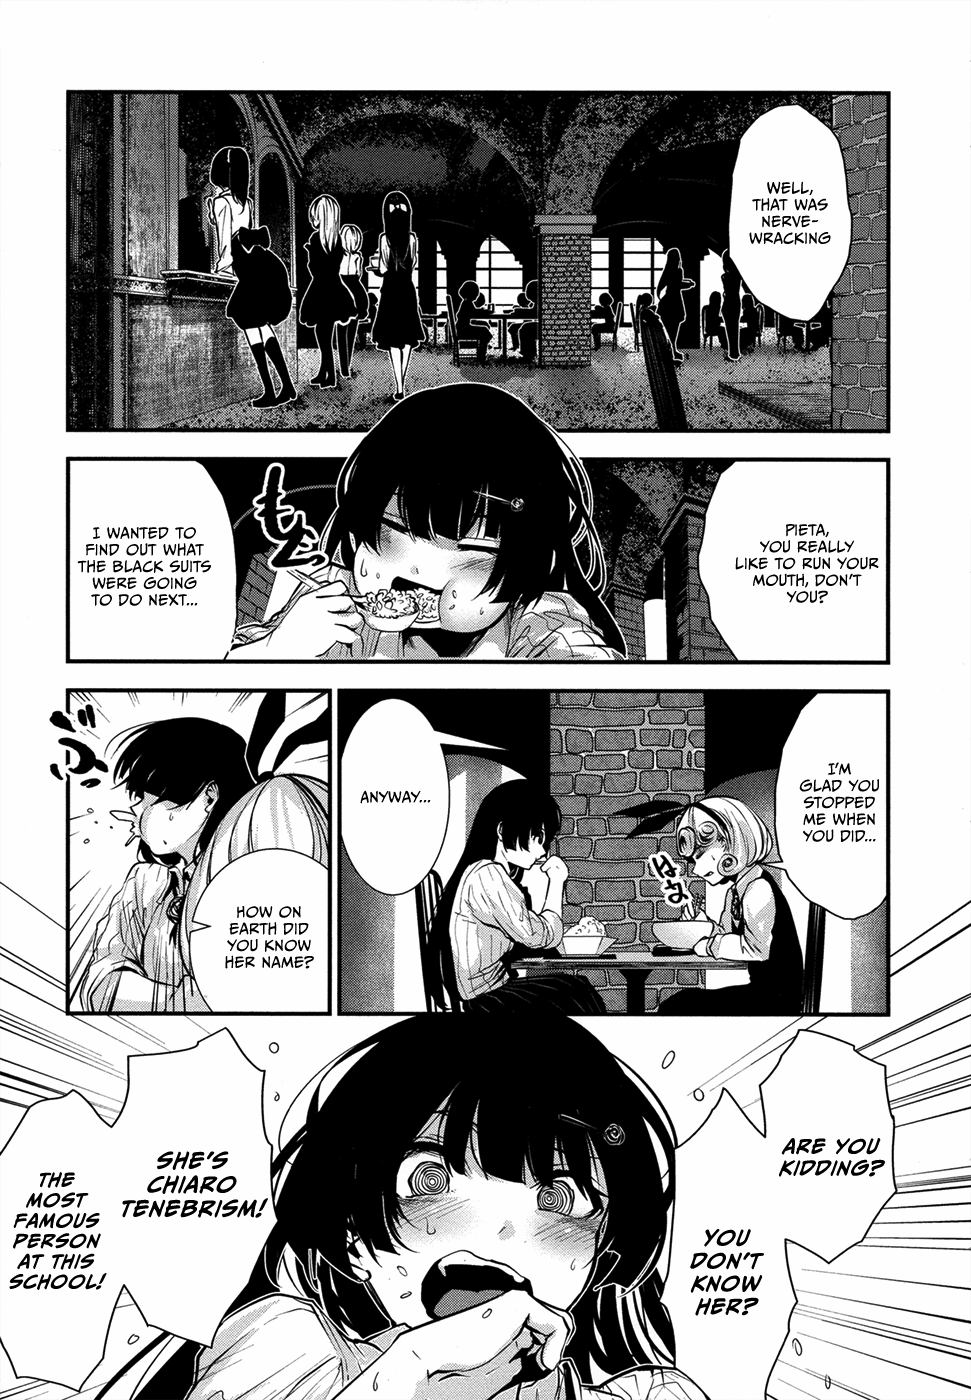 WELL,
THAT WAS
NERVE-
WRACKING
PIETA,
YOU REALLY
LIKE TO RUN YOUR
MOUTH, DON'T
YOU?
もぐっ
I WANTED TO
FIND OUT WHAT
THE BLACK SUITS
WERE GOING
TO DO NEXT...
I'M
GLAD YOU
STOPPED
ME WHEN
YOU DID...
ANYWAY...
HOW ON
EARTH DID
YOU KNOW
HER NAME?
ARE YOU
KIDDING?
YOU
DON'T
KNOW
HER?
SHE'S
CHIARO
TENEBRISM!
THE
MOST
FAMOUS
PERSON
AT THIS
SCHOOL!